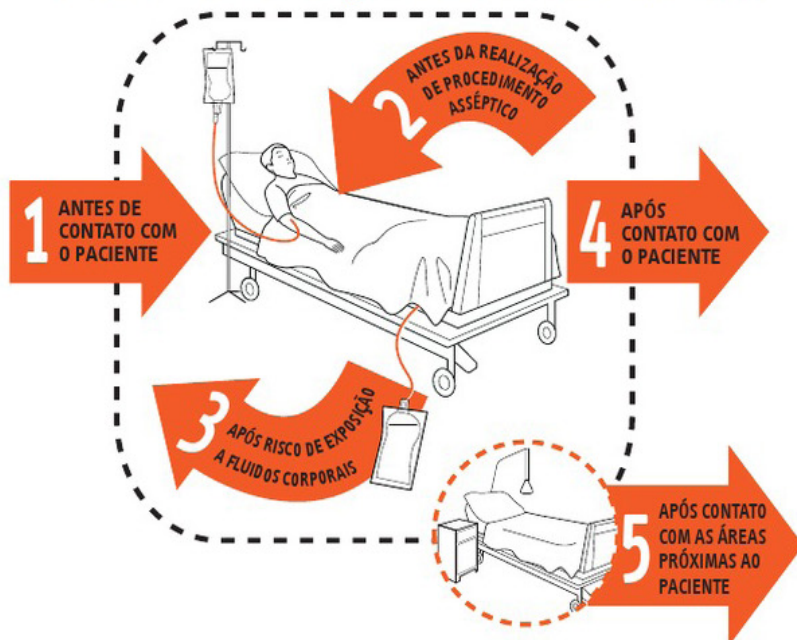 1
ANTES DE
CONTATO COM
O PACIENTE
2
ANTES DA REALIZAÇÃO
DE PROCEDIMENTO
ASSÉPTICO
3
APÓS RISCO DE EXPOSIÇÃO
A FLUIDOS CORPORAIS
4
APÓS
CONTATO COM
O PACIENTE
5
APÓS CONTATO
COM AS ÁREAS
PRÓXIMAS AO
PACIENTE